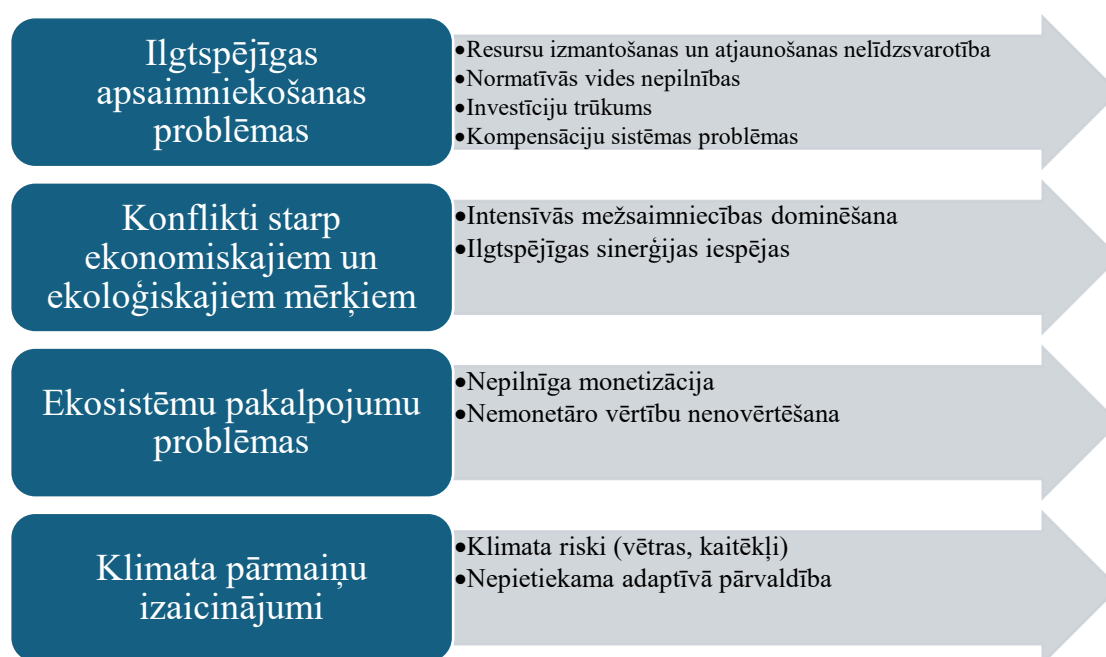 Ilgtspējīgas
apsaimniekošanas
problēmas
•Resursu izmantošanas un atjaunošanas nelīdzsvarotība
•Normatīvās vides nepilnības
•Investīciju trūkums
•Kompensāciju sistēmas problēmas
Konflikti starp
ekonomiskajiem un
ekoloģiskajiem mērķiem
•Intensīvās mežsaimniecības dominēšana
•Ilgtspējīgas sinerģijas iespējas
Ekosistēmu pakalpojumu
problēmas
•Nepilnīga monetizācija
•Nemonetāro vērtību nenovērtēšana
Klimata pārmaiņu
izaicinājumi
•Klimata riski (vētras, kaitēkļi)
•Nepietiekama adaptīvā pārvaldība